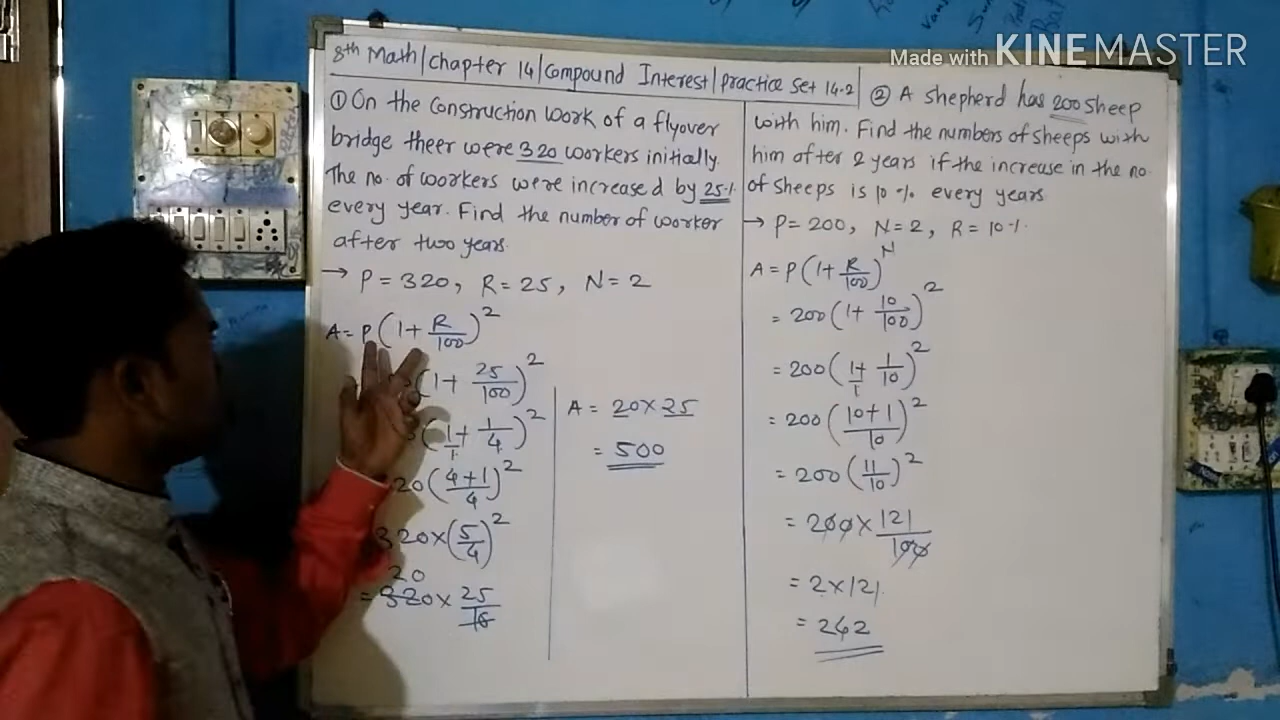 Made with KINEMASTER
8th Math/Chapter 14/Compound Interest/practice set 14.2
① On the construction work of a flyover
bridge theer were 320 workers initially.
The no. of workers were increased by 25%
every year. Find the number of worker
after two years.
→ P = 320, R = 25, N = 2
A = P(1+R/100)²
(1+ 25/100)²
(1/1 + 1/4)²
20(4+1/4)²
320×(5/4)²
20
= 320 × 25/16
A = 20×25
= 500
② A shepherd has 200 sheep
with him. Find the numbers of sheeps with
him after 2 years if the increase in the no.
of sheeps is 10% every years.
→ P = 200, N = 2, R = 10%.
A = P(1+R/100)ᴺ
= 200(1+ 10/100)²
= 200(1/1 + 1/10)²
= 200(10+1/10)²
= 200(11/10)²
= 200 × 121/100
= 2×121
= 242